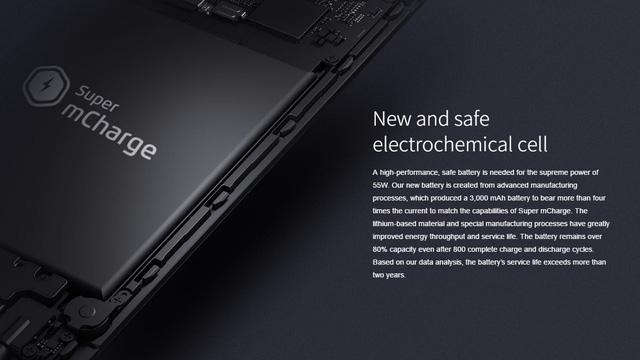 Super
mCharge
New and safe
electrochemical cell
A high-performance, safe battery is needed for the supreme power of
55W. Our new battery is created from advanced manufacturing
processes, which produced a 3,000 mAh battery to bear more than four
times the current to match the capabilities of Super mCharge. The
lithium-based material and special manufacturing processes have greatly
improved energy throughput and service life. The battery remains over
80% capacity even after 800 complete charge and discharge cycles.
Based on our data analysis, the battery's service life exceeds more than
two years.